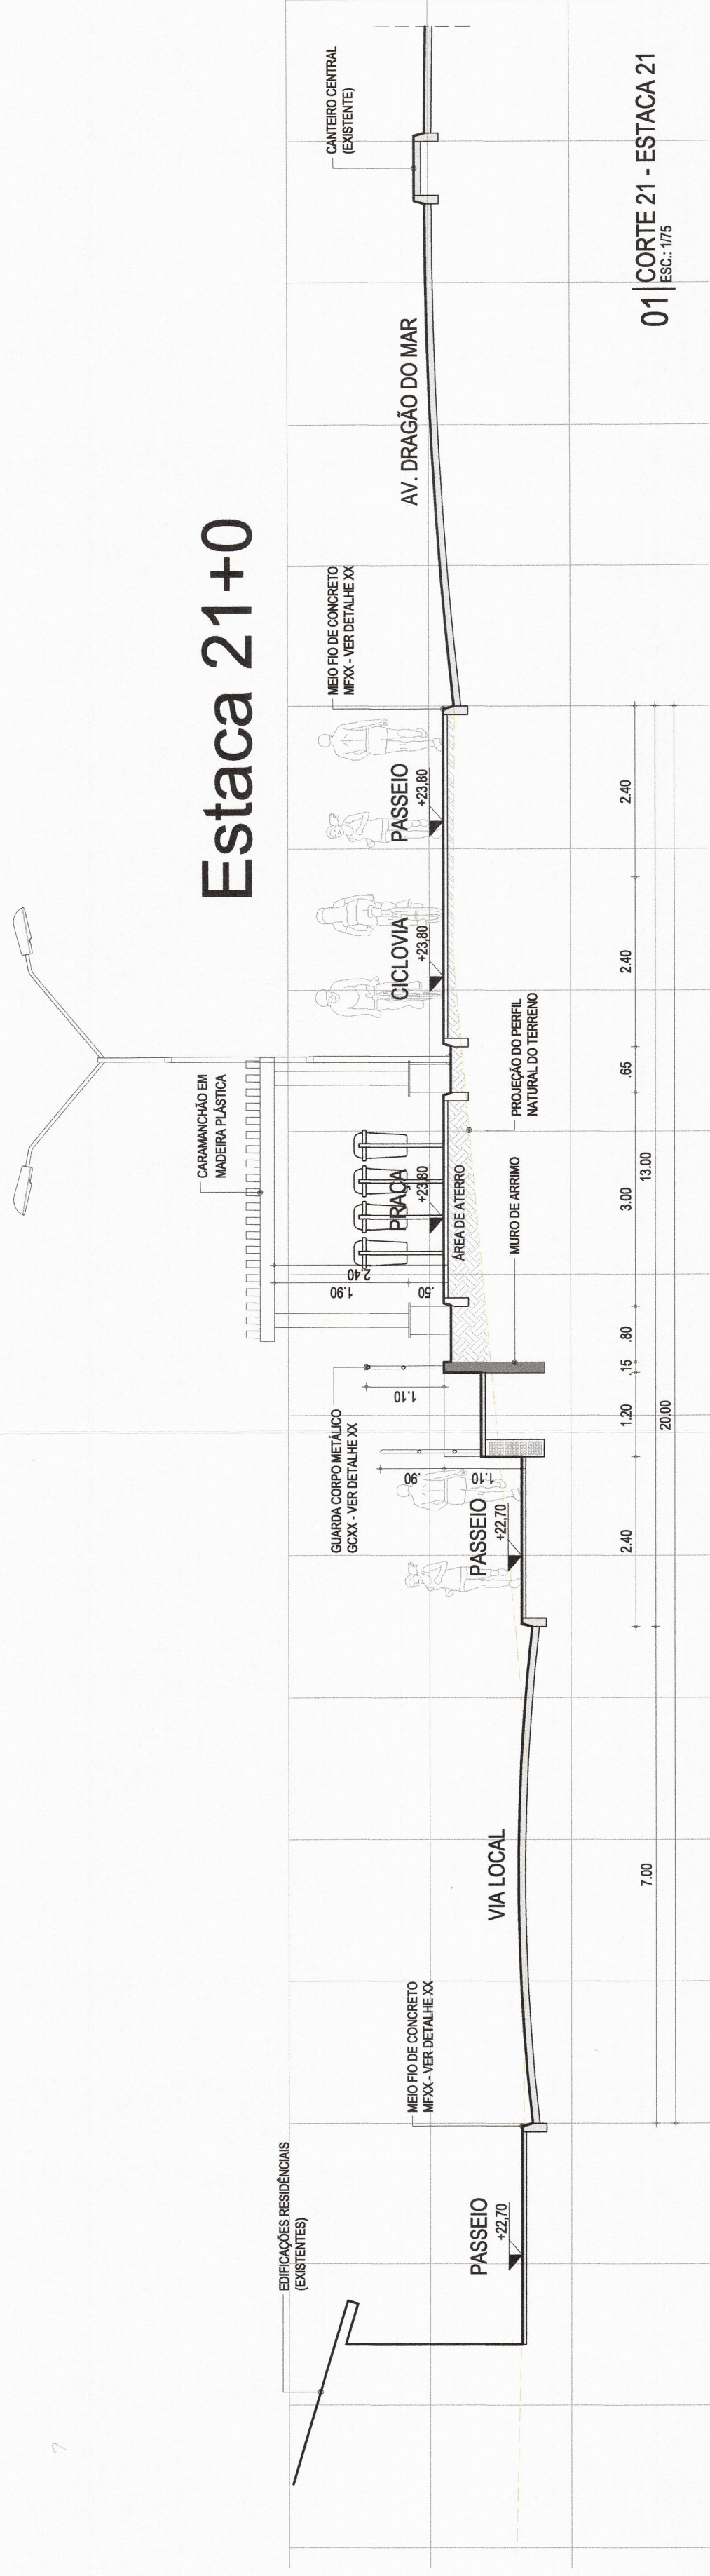 Estaca 21+0
EDIFICAÇÕES RESIDÊNCIAIS
(EXISTENTES)
PASSEIO
+22,70
MEIO FIO DE CONCRETO
MFXX - VER DETALHE XX
VIA LOCAL
PASSEIO
+22,70
GUARDA CORPO METÁLICO
GCXX - VER DETALHE XX
.90
1.10
1.10
CARAMANCHÃO EM
MADEIRA PLÁSTICA
1.90
.50
2.40
PRAÇA
+23,80
ÁREA DE ATERRO
MURO DE ARRIMO
PROJEÇÃO DO PERFIL
NATURAL DO TERRENO
CICLOVIA
+23,80
PASSEIO
+23,80
MEIO FIO DE CONCRETO
MFXX - VER DETALHE XX
AV. DRAGÃO DO MAR
CANTEIRO CENTRAL
(EXISTENTE)
2.40
1.20
.15
.80
3.00
.65
2.40
2.40
7.00
13.00
20.00
01
CORTE 21 - ESTACA 21
ESC.: 1/75